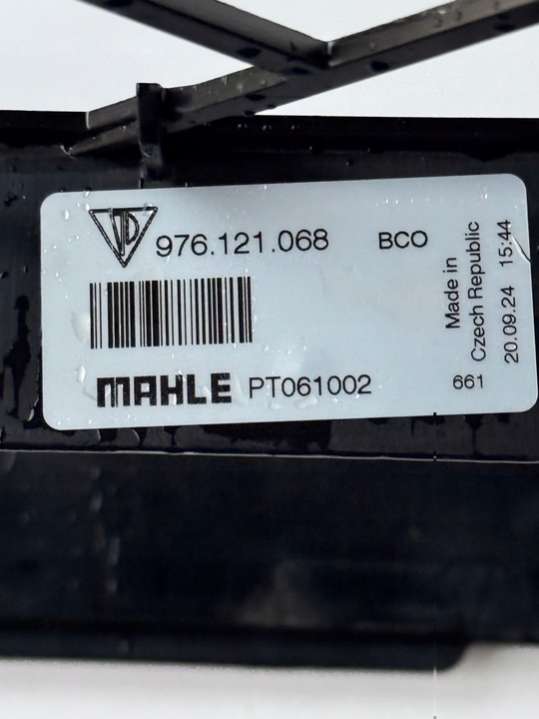 976.121.068 BCO
MAHLE PT061002
661
Made in
Czech Republic
20.09.24 15:44